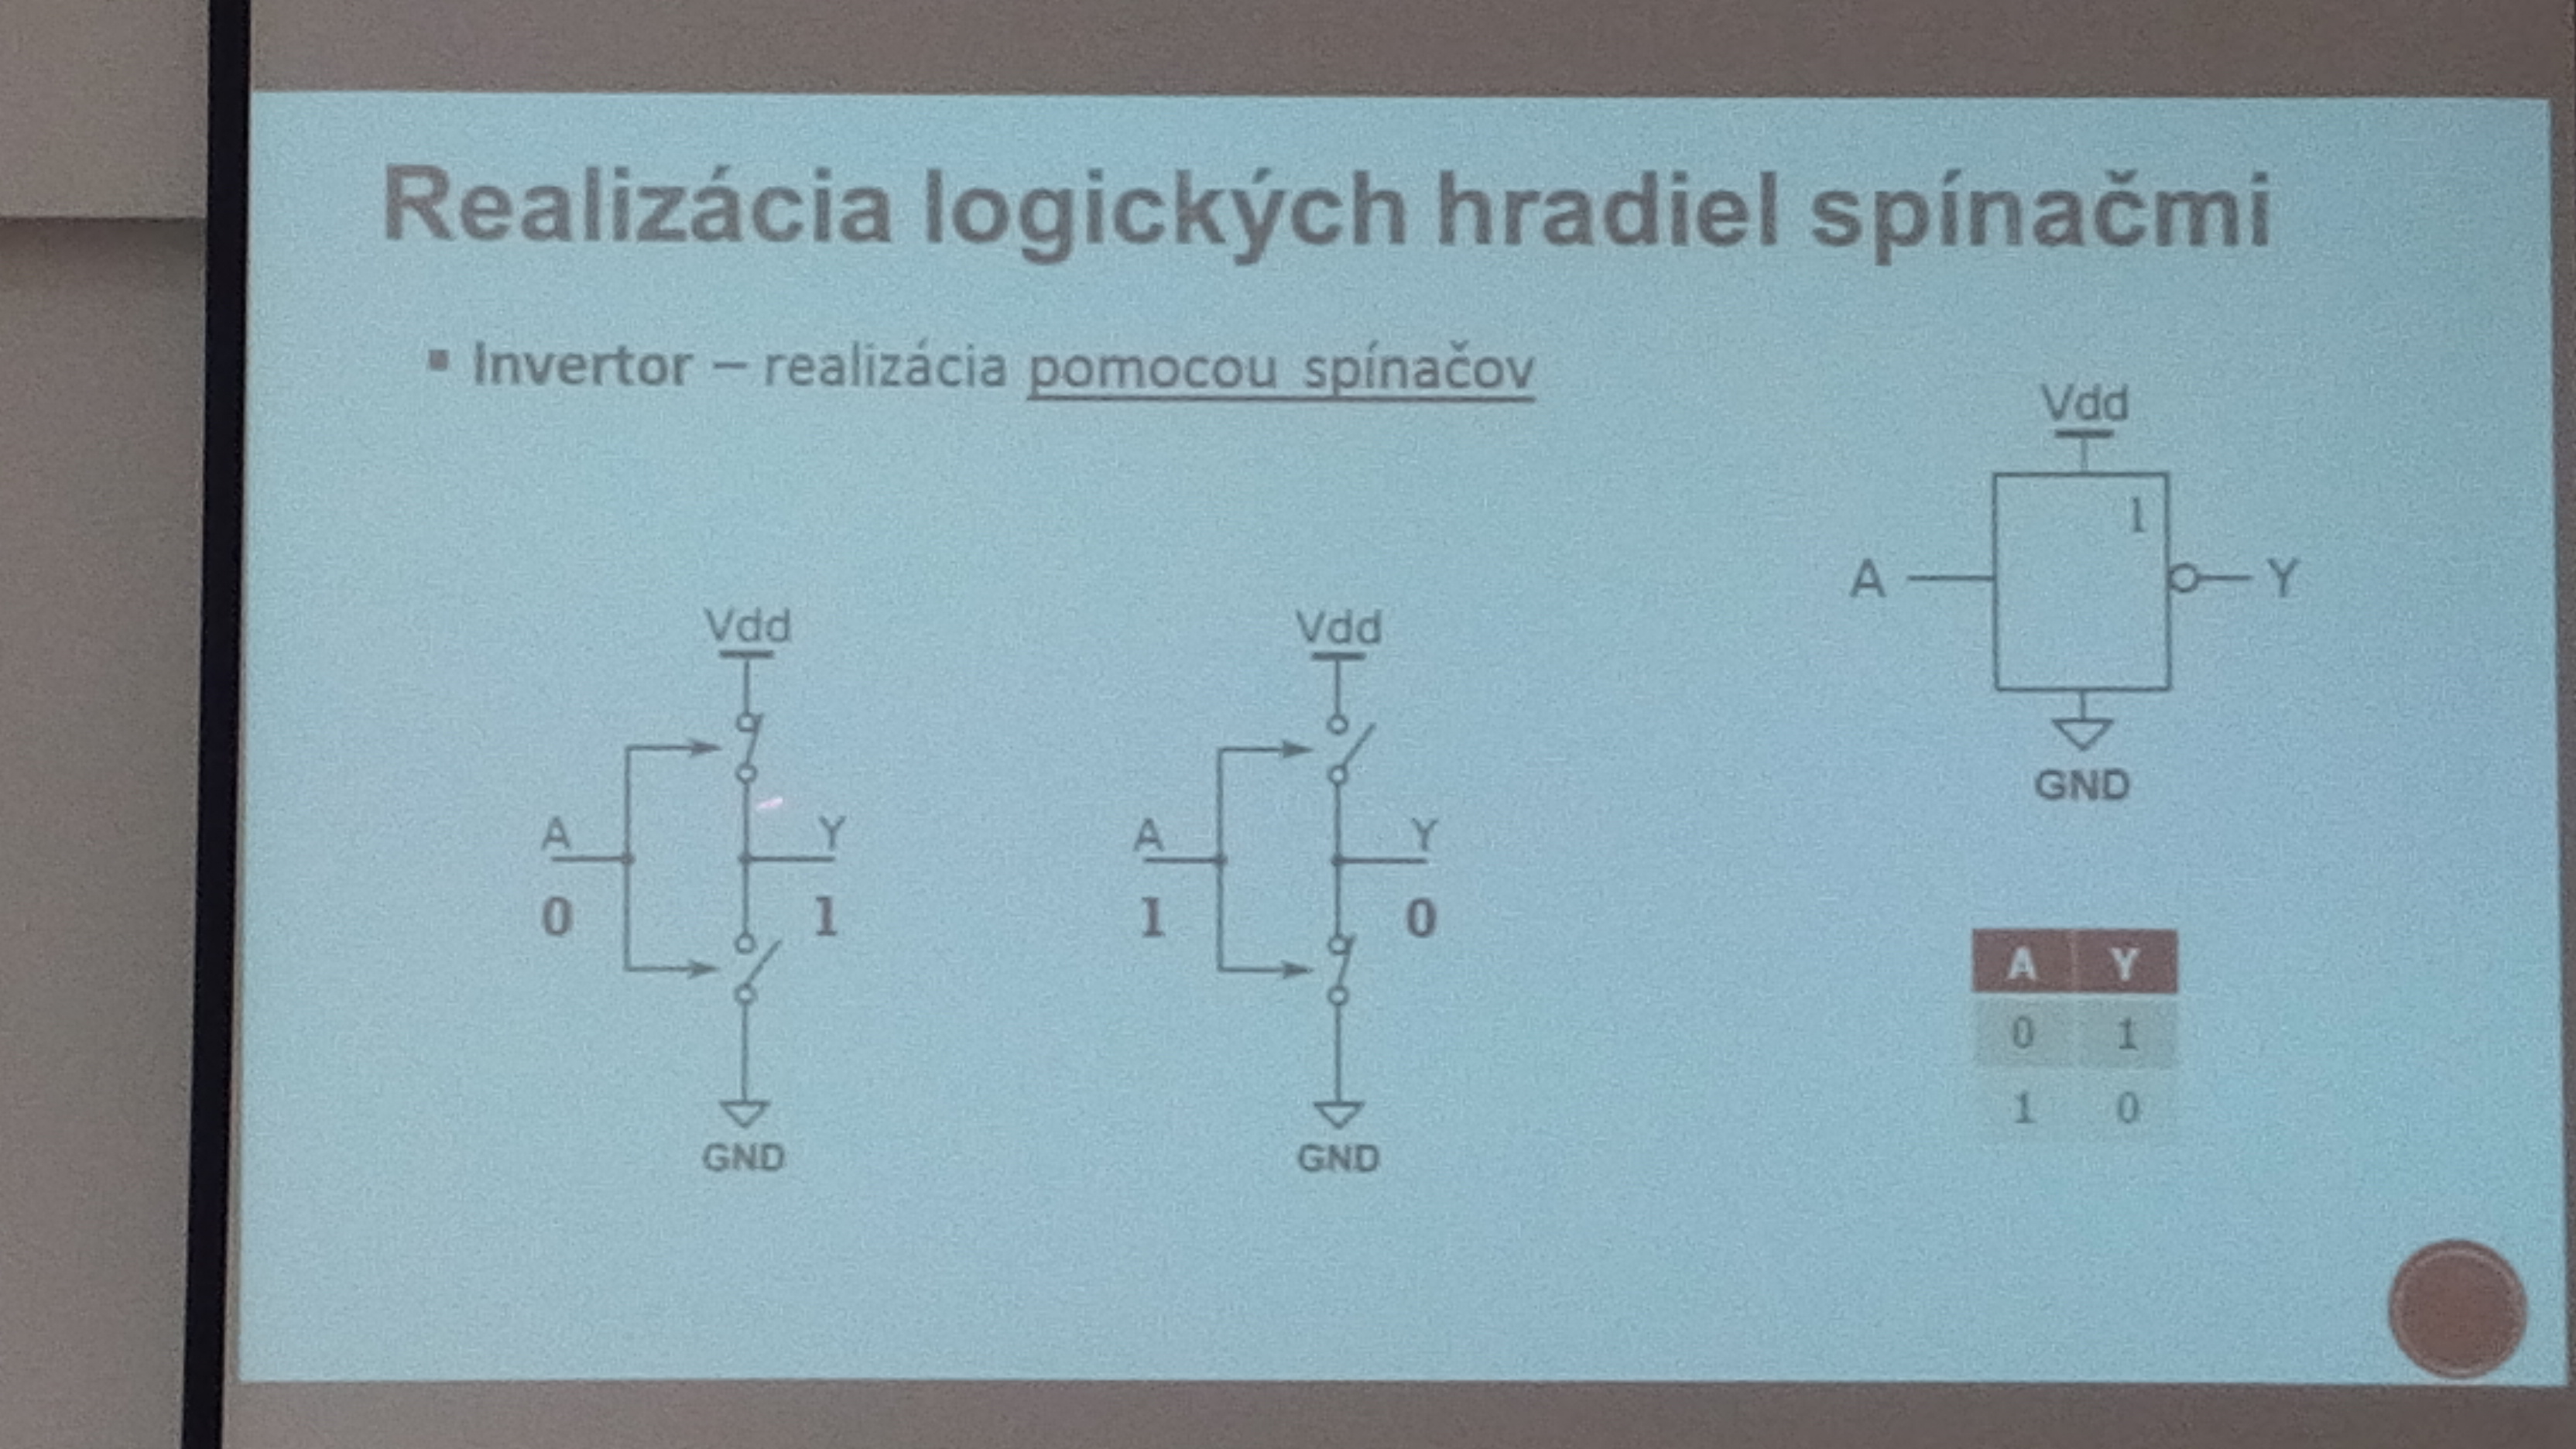 Realizácia logických hradiel spínačmi
▪ Invertor – realizácia pomocou spínačov
Vdd
A Y
0 1
GND
Vdd
A Y
1 0
GND
Vdd
1
A Y
GND
A Y
0 1
1 0